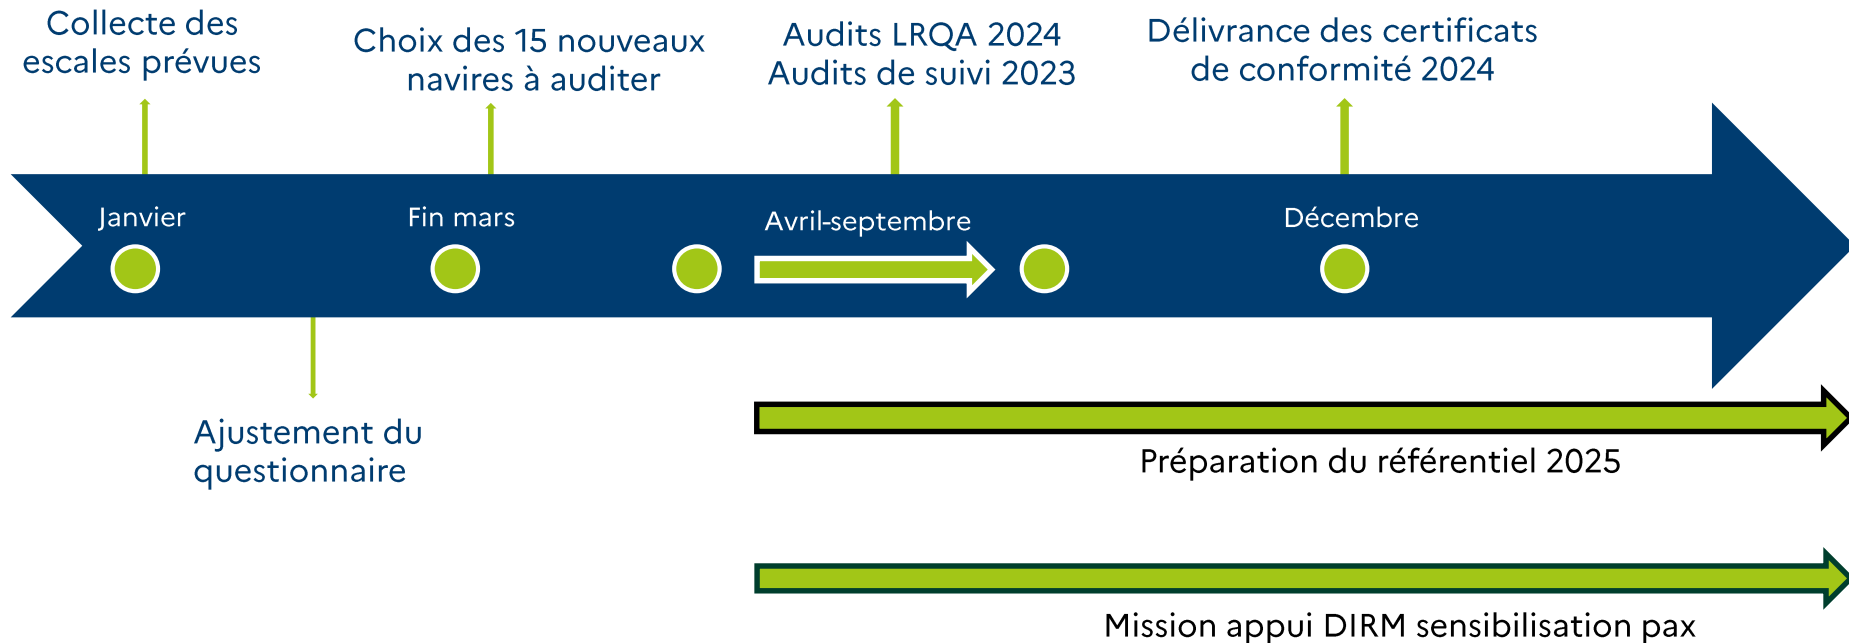 Collecte des
escales prévues
Choix des 15 nouveaux
navires à auditer
Audits LRQA 2024
Audits de suivi 2023
Délivrance des certificats
de conformité 2024
Janvier
Fin mars
Avril-septembre
Décembre
Ajustement du
questionnaire
Préparation du référentiel 2025
Mission appui DIRM sensibilisation pax